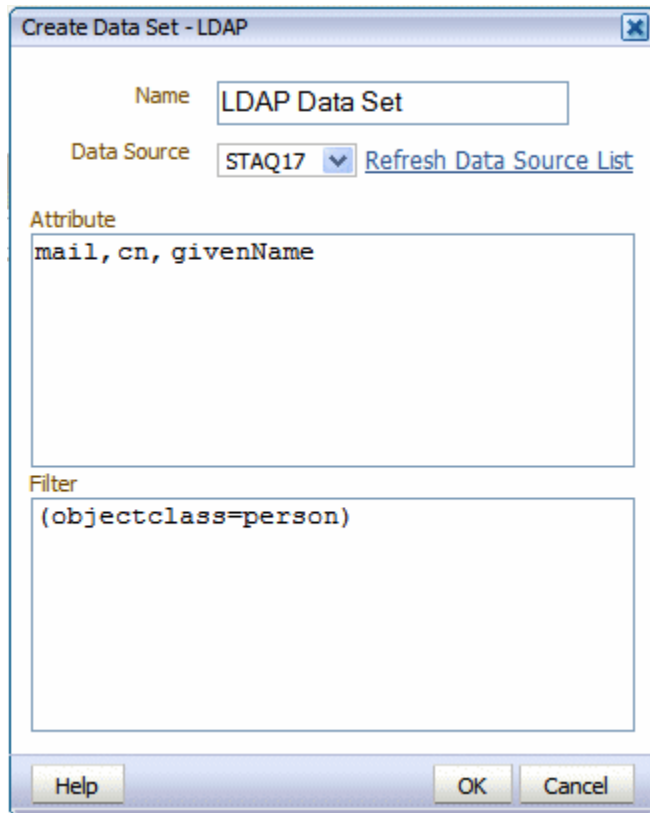 Create Data Set - LDAP
Name LDAP Data Set
Data Source STAQ17 Refresh Data Source List
Attribute
mail,cn, givenName
Filter
(objectclass=person)
Help OK Cancel